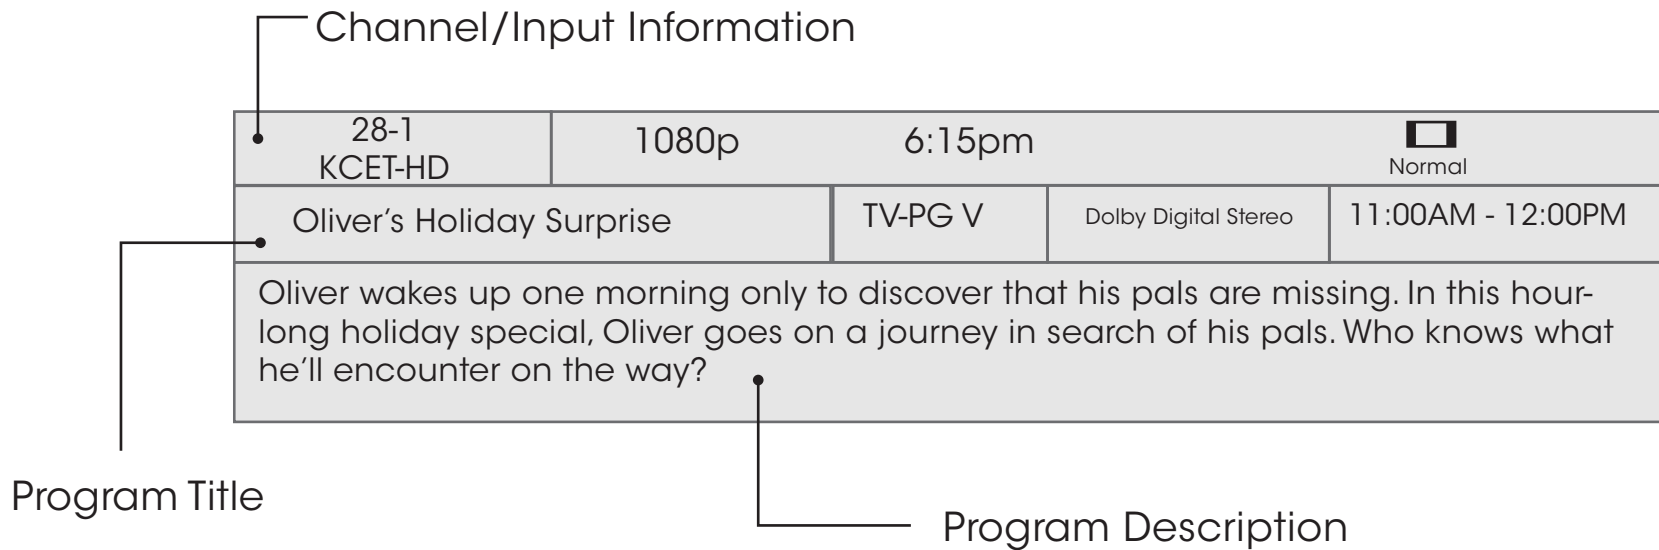 Channel/Input Information
28-1
KCET-HD
1080p
6:15pm
Normal
Oliver's Holiday Surprise
TV-PG V
Dolby Digital Stereo
11:00AM - 12:00PM
Oliver wakes up one morning only to discover that his pals are missing. In this hour-
long holiday special, Oliver goes on a journey in search of his pals. Who knows what
he'll encounter on the way?
Program Title
Program Description